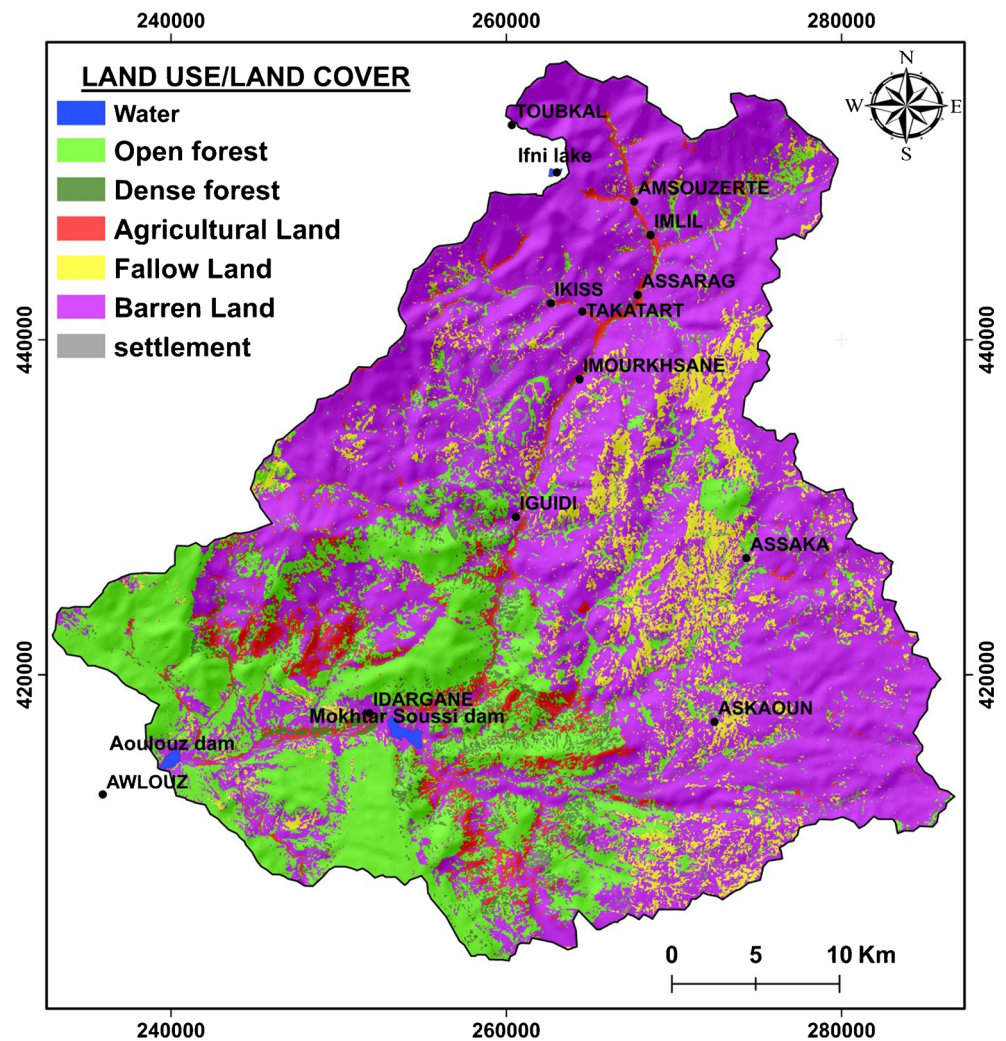 240000
260000
280000
LAND USE/LAND COVER
Water
Open forest
Dense forest
Agricultural Land
Fallow Land
Barren Land
settlement
N
W
E
S
TOUBKAL
Ifni lake
AMSOUZERTE
IMLIL
ASSARAG
IKISS
TAKATART
IMOURKHSANE
IGUIDI
ASSAKA
IDARGANE
Mokhtar Soussi dam
ASKAOUN
Aoulouz dam
AWLOUZ
440000
440000
420000
420000
0 5 10 Km
240000
260000
280000